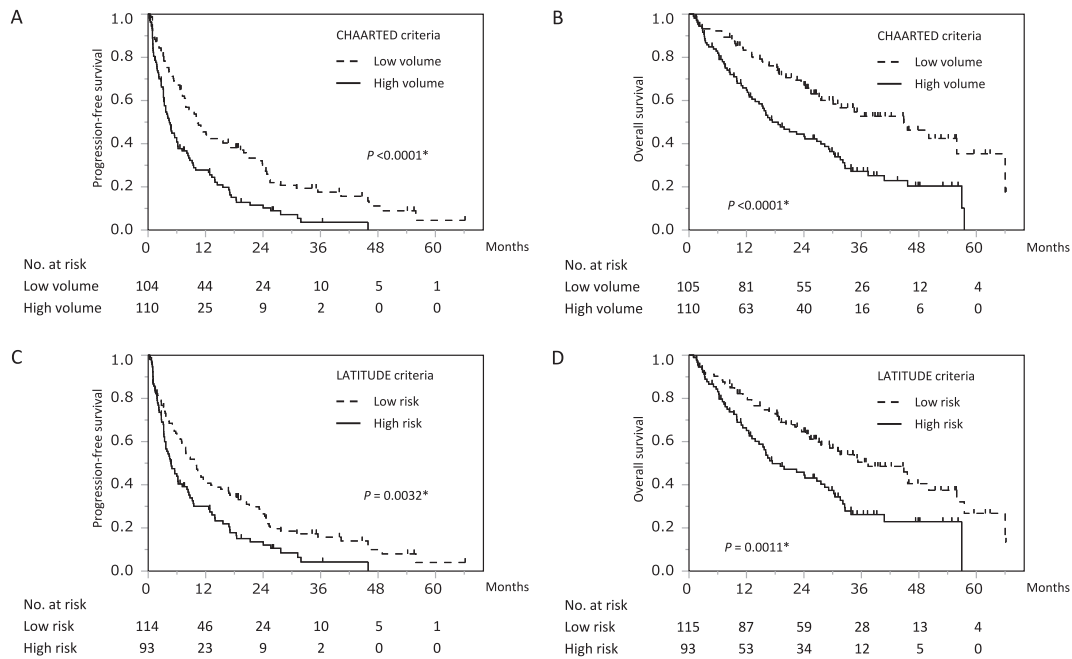 A
Progression-free survival
1.0
0.8
0.6
0.4
0.2
0.0
CHAARTED criteria
Low volume
High volume
P <0.0001*
0 12 24 36 48 60 Months
No. at risk
Low volume 104 44 24 10 5 1
High volume 110 25 9 2 0 0
B
Overall survival
1.0
0.8
0.6
0.4
0.2
0.0
CHAARTED criteria
Low volume
High volume
P <0.0001*
0 12 24 36 48 60 Months
No. at risk
Low volume 105 81 55 26 12 4
High volume 110 63 40 16 6 0
C
Progression-free survival
1.0
0.8
0.6
0.4
0.2
0.0
LATITUDE criteria
Low risk
High risk
P = 0.0032*
0 12 24 36 48 60 Months
No. at risk
Low risk 114 46 24 10 5 1
High risk 93 23 9 2 0 0
D
Overall survival
1.0
0.8
0.6
0.4
0.2
0.0
LATITUDE criteria
Low risk
High risk
P = 0.0011*
0 12 24 36 48 60 Months
No. at risk
Low risk 115 87 59 28 13 4
High risk 93 53 34 12 5 0